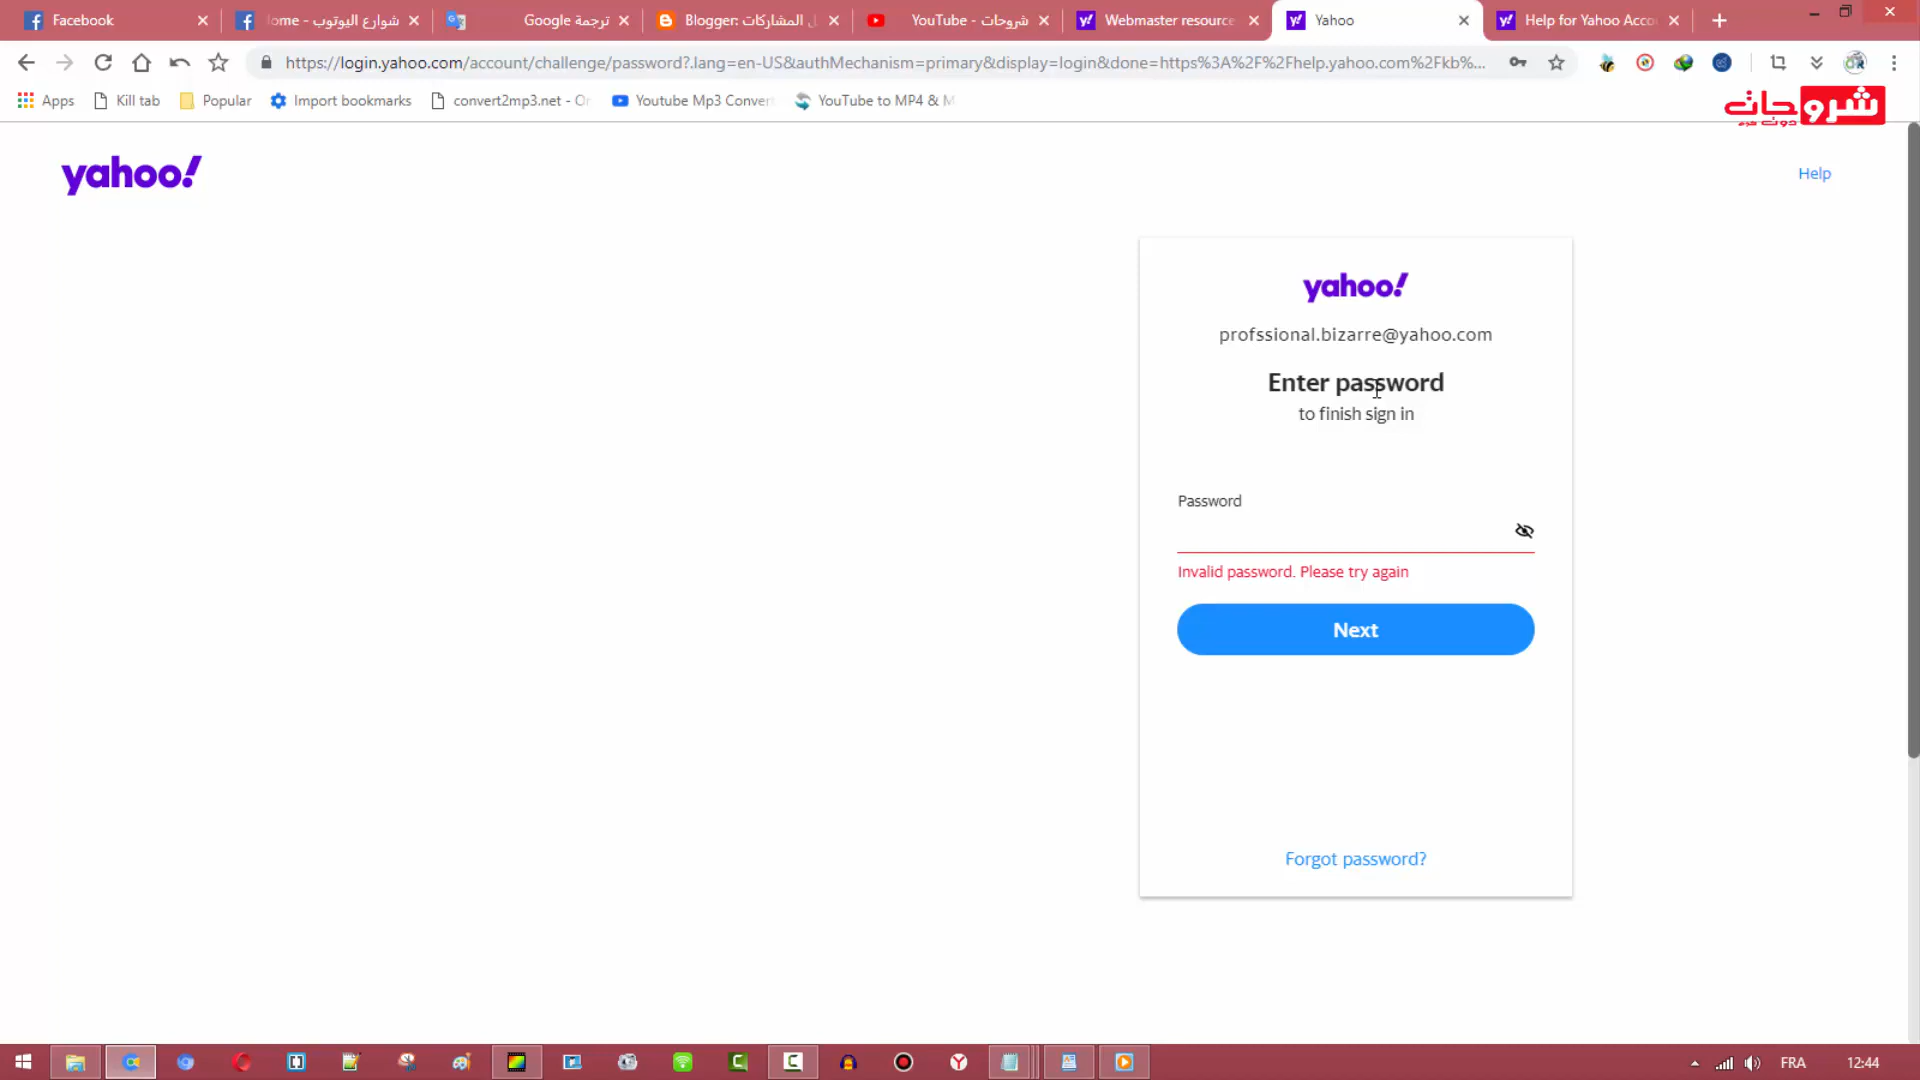 Facebook
Home - شوارع اليوتوب
ترجمة Google
Blogger: المشاركات
YouTube - شروحات
Webmaster resource
Yahoo
Help for Yahoo Acco
https://login.yahoo.com/account/challenge/password?.lang=en-US&authMechanism=primary&display=login&done=https%3A%2F%2Fhelp.yahoo.com%2Fkb%...
Apps
Kill tab
Popular
Import bookmarks
convert2mp3.net - On
Youtube Mp3 Convert
YouTube to MP4 & M
شروحات
yahoo!
Help
yahoo!
profssional.bizarre@yahoo.com
Enter password
to finish sign in
Password
Invalid password. Please try again
Next
Forgot password?
FRA
12:44